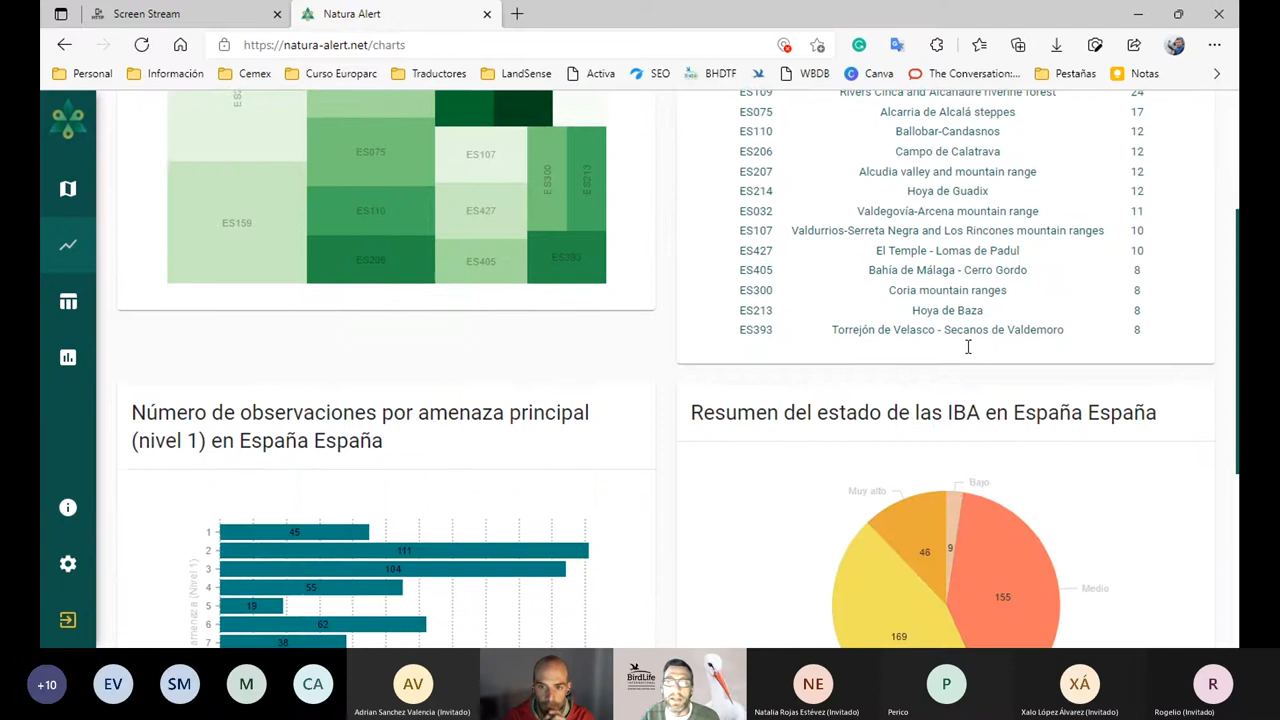 Screen Stream
Natura Alert
https://natura-alert.net/charts
Personal
Información
Cemex
Curso Europarc
Traductores
LandSense
Activa
SEO
BHDTF
WBDB
Canva
The Conversation:...
Pestañas
Notas
ES159
ES075
ES110
ES206
ES107
ES427
ES405
ES300
ES213
ES393
ES109 Rivers Cinca and Alcanadre riverine forest 24
ES075 Alcarria de Alcalá steppes 17
ES110 Ballobar-Candasnos 12
ES206 Campo de Calatrava 12
ES207 Alcudia valley and mountain range 12
ES214 Hoya de Guadix 12
ES032 Valdegovía-Arcena mountain range 11
ES107 Valdurrios-Serreta Negra and Los Rincones mountain ranges 10
ES427 El Temple - Lomas de Padul 10
ES405 Bahía de Málaga - Cerro Gordo 8
ES300 Coria mountain ranges 8
ES213 Hoya de Baza 8
ES393 Torrejón de Velasco - Secanos de Valdemoro 8
Número de observaciones por amenaza principal
(nivel 1) en España España
amenaza (Nivel 1)
1 45
2 111
3 104
4 55
5 19
6 62
7 38
Resumen del estado de las IBA en España España
Muy alto
Bajo
46
9
155
Medio
169
+10
EV
SM
M
CA
AV
Adrian Sanchez Valencia (Invitado)
BirdLife
NE
Natalia Rojas Estévez (Invitado)
P
Perico
XÁ
Xalo López Álvarez (Invitado)
R
Rogelio (Invitado)